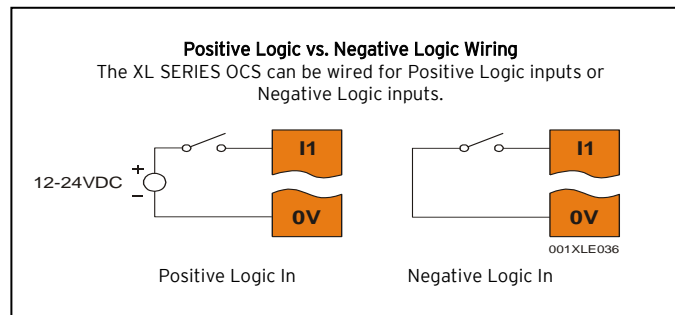 Positive Logic vs. Negative Logic Wiring
The XL SERIES OCS can be wired for Positive Logic inputs or
Negative Logic inputs.
I1
+
12-24VDC
−
0V
Positive Logic In
I1
0V
001XLE036
Negative Logic In